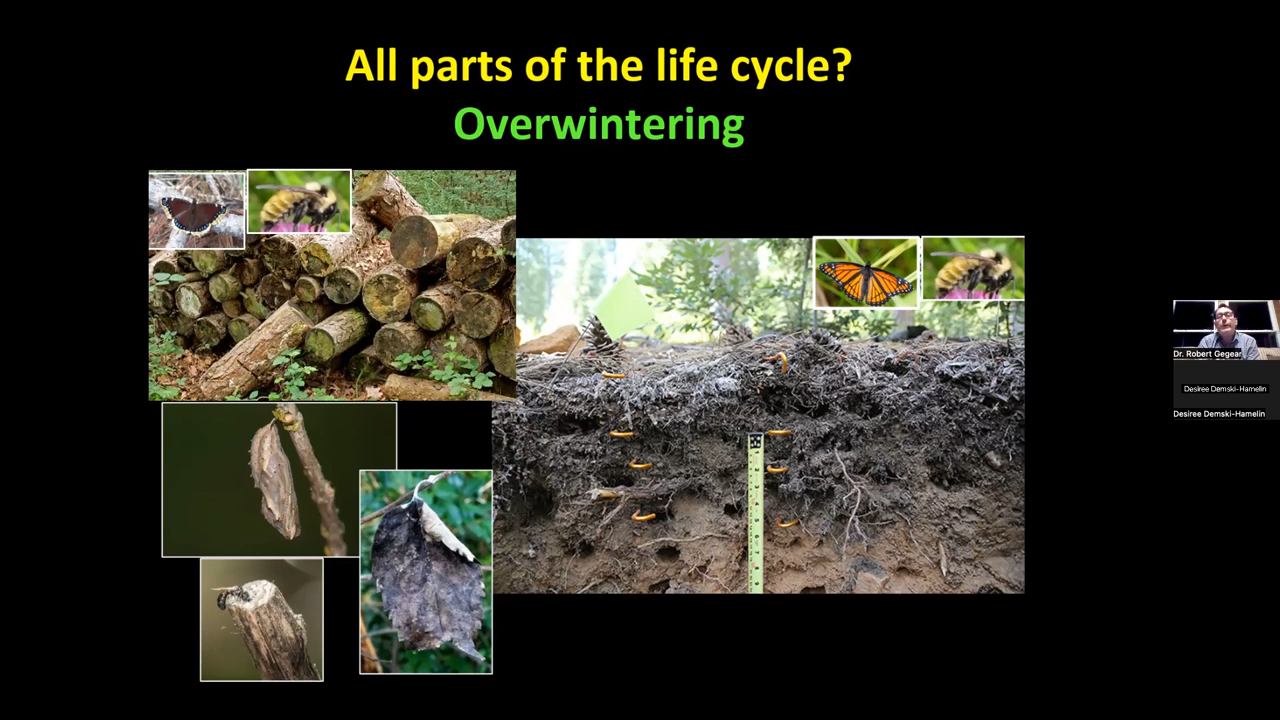 All parts of the life cycle?
Overwintering
Dr. Robert Gegear
Desiree Demski-Hamelin
Desiree Demski-Hamelin